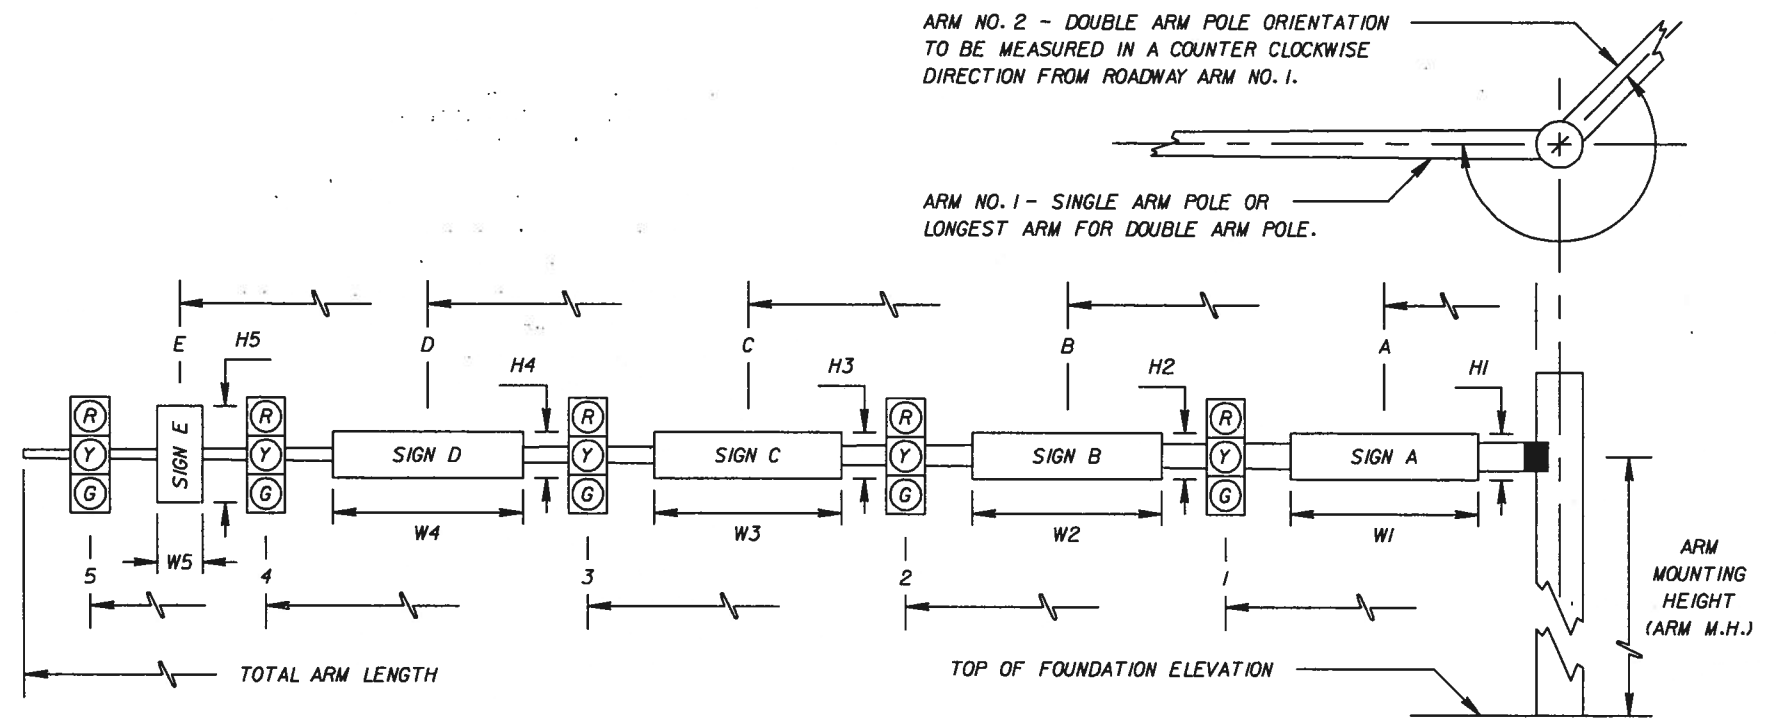 ARM NO. 2 - DOUBLE ARM POLE ORIENTATION
TO BE MEASURED IN A COUNTER CLOCKWISE
DIRECTION FROM ROADWAY ARM NO. 1.
ARM NO. 1 - SINGLE ARM POLE OR
LONGEST ARM FOR DOUBLE ARM POLE.
E
D
C
B
A
H5
H4
H3
H2
H1
R
Y
G
SIGN E
R
Y
G
SIGN D
R
Y
G
SIGN C
R
Y
G
SIGN B
R
Y
G
SIGN A
W5
W4
W3
W2
W1
5
4
3
2
1
ARM
MOUNTING
HEIGHT
(ARM M.H.)
TOTAL ARM LENGTH
TOP OF FOUNDATION ELEVATION